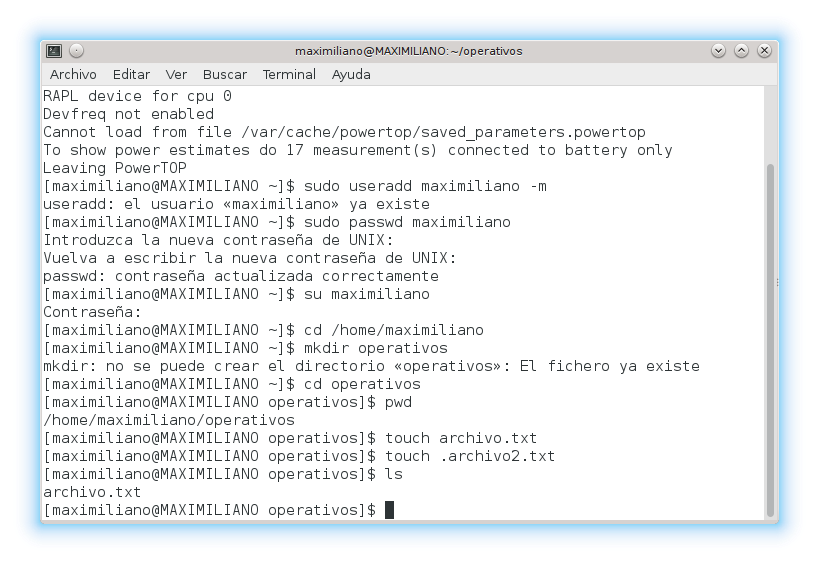 maximiliano@MAXIMILIANO:~/operativos
Archivo Editar Ver Buscar Terminal Ayuda
RAPL device for cpu 0
Devfreq not enabled
Cannot load from file /var/cache/powertop/saved_parameters.powertop
To show power estimates do 17 measurement(s) connected to battery only
Leaving PowerTOP
[maximiliano@MAXIMILIANO ~]$ sudo useradd maximiliano -m
useradd: el usuario «maximiliano» ya existe
[maximiliano@MAXIMILIANO ~]$ sudo passwd maximiliano
Introduzca la nueva contraseña de UNIX:
Vuelva a escribir la nueva contraseña de UNIX:
passwd: contraseña actualizada correctamente
[maximiliano@MAXIMILIANO ~]$ su maximiliano
Contraseña:
[maximiliano@MAXIMILIANO ~]$ cd /home/maximiliano
[maximiliano@MAXIMILIANO ~]$ mkdir operativos
mkdir: no se puede crear el directorio «operativos»: El fichero ya existe
[maximiliano@MAXIMILIANO ~]$ cd operativos
[maximiliano@MAXIMILIANO operativos]$ pwd
/home/maximiliano/operativos
[maximiliano@MAXIMILIANO operativos]$ touch archivo.txt
[maximiliano@MAXIMILIANO operativos]$ touch .archivo2.txt
[maximiliano@MAXIMILIANO operativos]$ ls
archivo.txt
[maximiliano@MAXIMILIANO operativos]$